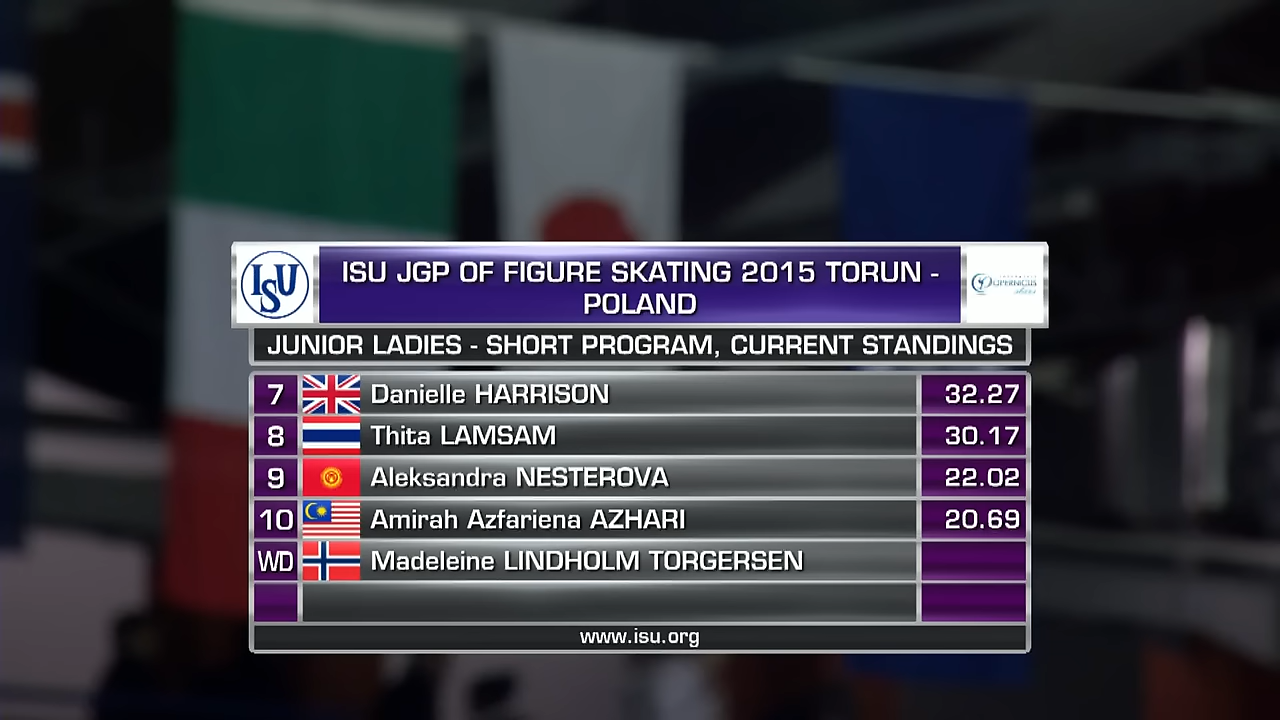 ISU
ISU JGP OF FIGURE SKATING 2015 TORUN -
POLAND
COPERNICUS
JUNIOR LADIES - SHORT PROGRAM, CURRENT STANDINGS
7 Danielle HARRISON 32.27
8 Thita LAMSAM 30.17
9 Aleksandra NESTEROVA 22.02
10 Amirah Azfariena AZHARI 20.69
WD Madeleine LINDHOLM TORGERSEN
www.isu.org